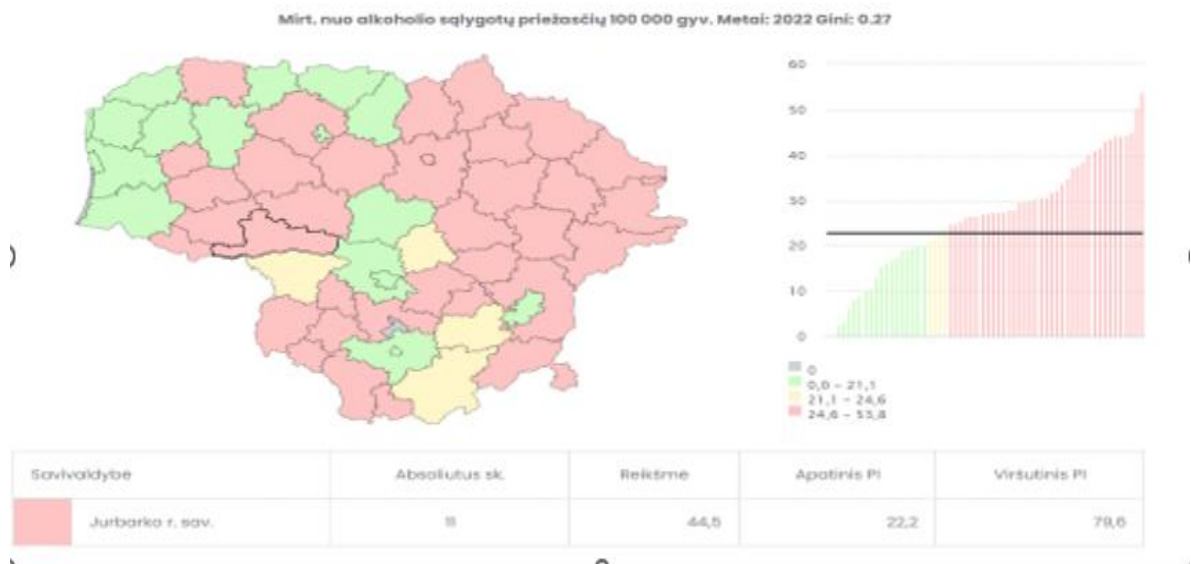 Mirt. nuo alkoholio sąlygotų priežasčių 100 000 gyv. Metai: 2022 Gini: 0.27
60
50
40
30
20
10
0
0
0,0 - 21,1
21,1 - 24,6
24,6 - 53,8
Savivaldybė Absoliutus sk. Reikšmė Apatinis PI Viršutinis PI
Jurbarko r. sav. 11 44,5 22,2 79,6